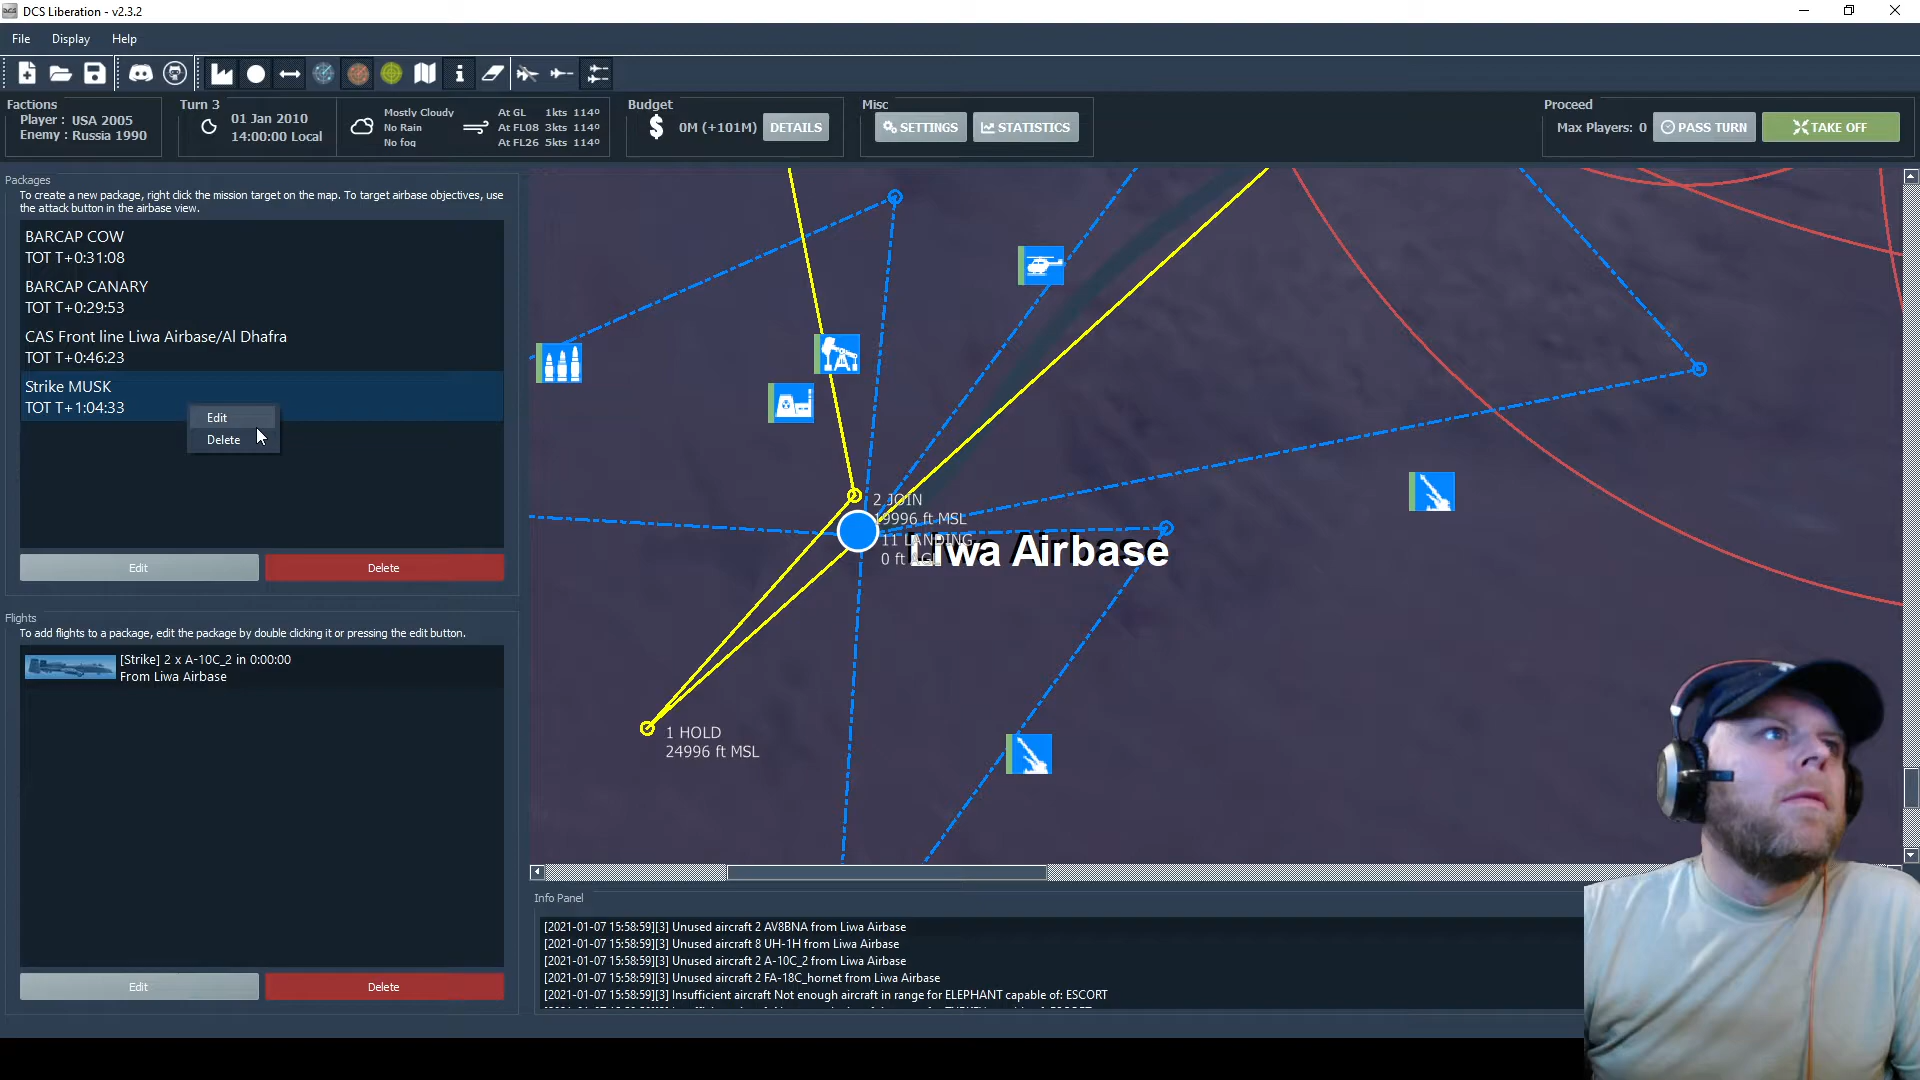 DCS Liberation - v2.3.2
File Display Help
Factions
Player : USA 2005
Enemy : Russia 1990
Turn 3
01 Jan 2010
14:00:00 Local
Mostly Cloudy
No Rain
No fog
At GL 1kts 114º
At FL08 3kts 114º
At FL26 5kts 114º
Budget
$ 0M (+101M) DETAILS
Misc
SETTINGS STATISTICS
Proceed
Max Players: 0 PASS TURN TAKE OFF
Packages
To create a new package, right click the mission target on the map. To target airbase objectives, use
the attack button in the airbase view.
BARCAP COW
TOT T+0:31:08
BARCAP CANARY
TOT T+0:29:53
CAS Front line Liwa Airbase/Al Dhafra
TOT T+0:46:23
Strike MUSK
TOT T+1:04:33
Edit
Delete
Edit Delete
Flights
To add flights to a package, edit the package by double clicking it or pressing the edit button.
[Strike] 2 x A-10C_2 in 0:00:00
From Liwa Airbase
Edit Delete
2 JOIN
19996 ft MSL
11 LANDING
0 ft AGL
Liwa Airbase
1 HOLD
24996 ft MSL
Info Panel
[2021-01-07 15:58:59][3] Unused aircraft 2 AV8BNA from Liwa Airbase
[2021-01-07 15:58:59][3] Unused aircraft 8 UH-1H from Liwa Airbase
[2021-01-07 15:58:59][3] Unused aircraft 2 A-10C_2 from Liwa Airbase
[2021-01-07 15:58:59][3] Unused aircraft 2 FA-18C_hornet from Liwa Airbase
[2021-01-07 15:58:59][3] Insufficient aircraft Not enough aircraft in range for ELEPHANT capable of: ESCORT